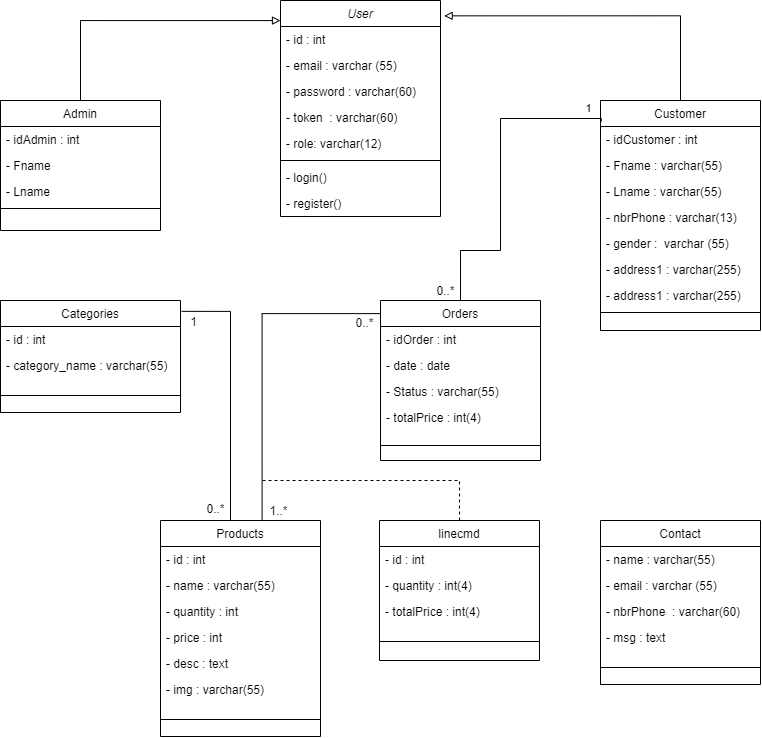 User
- id : int
- email : varchar (55)
- password : varchar(60)
- token : varchar(60)
- role: varchar(12)
- login()
- register()
Admin
- idAdmin : int
- Fname
- Lname
1
Customer
- idCustomer : int
- Fname : varchar(55)
- Lname : varchar(55)
- nbrPhone : varchar(13)
- gender : varchar (55)
- address1 : varchar(255)
- address1 : varchar(255)
Categories
- id : int
- category_name : varchar(55)
1
0..*
0..*
Orders
- idOrder : int
- date : date
- Status : varchar(55)
- totalPrice : int(4)
0..*
1..*
Products
- id : int
- name : varchar(55)
- quantity : int
- price : int
- desc : text
- img : varchar(55)
linecmd
- id : int
- quantity : int(4)
- totalPrice : int(4)
Contact
- name : varchar(55)
- email : varchar (55)
- nbrPhone : varchar(60)
- msg : text